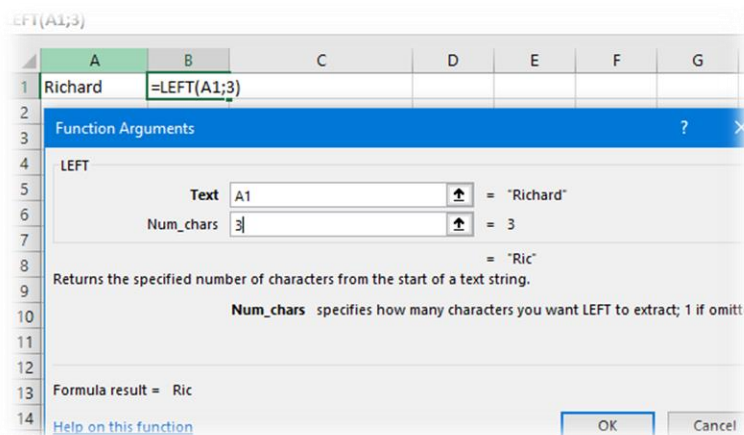 LEFT(A1;3)
A B C D E F G
1 Richard =LEFT(A1;3)
2
3 Function Arguments ? ×
4 LEFT
5 Text A1 = "Richard"
6 Num_chars 3 = 3
7
8 = "Ric"
9 Returns the specified number of characters from the start of a text string.
10 Num_chars specifies how many characters you want LEFT to extract; 1 if omitt
11
12
13 Formula result = Ric
14 Help on this function OK Cancel